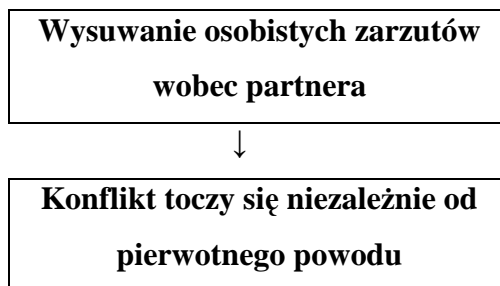 Wysuwanie osobistych zarzutów
wobec partnera
↓
Konflikt toczy się niezależnie od
pierwotnego powodu